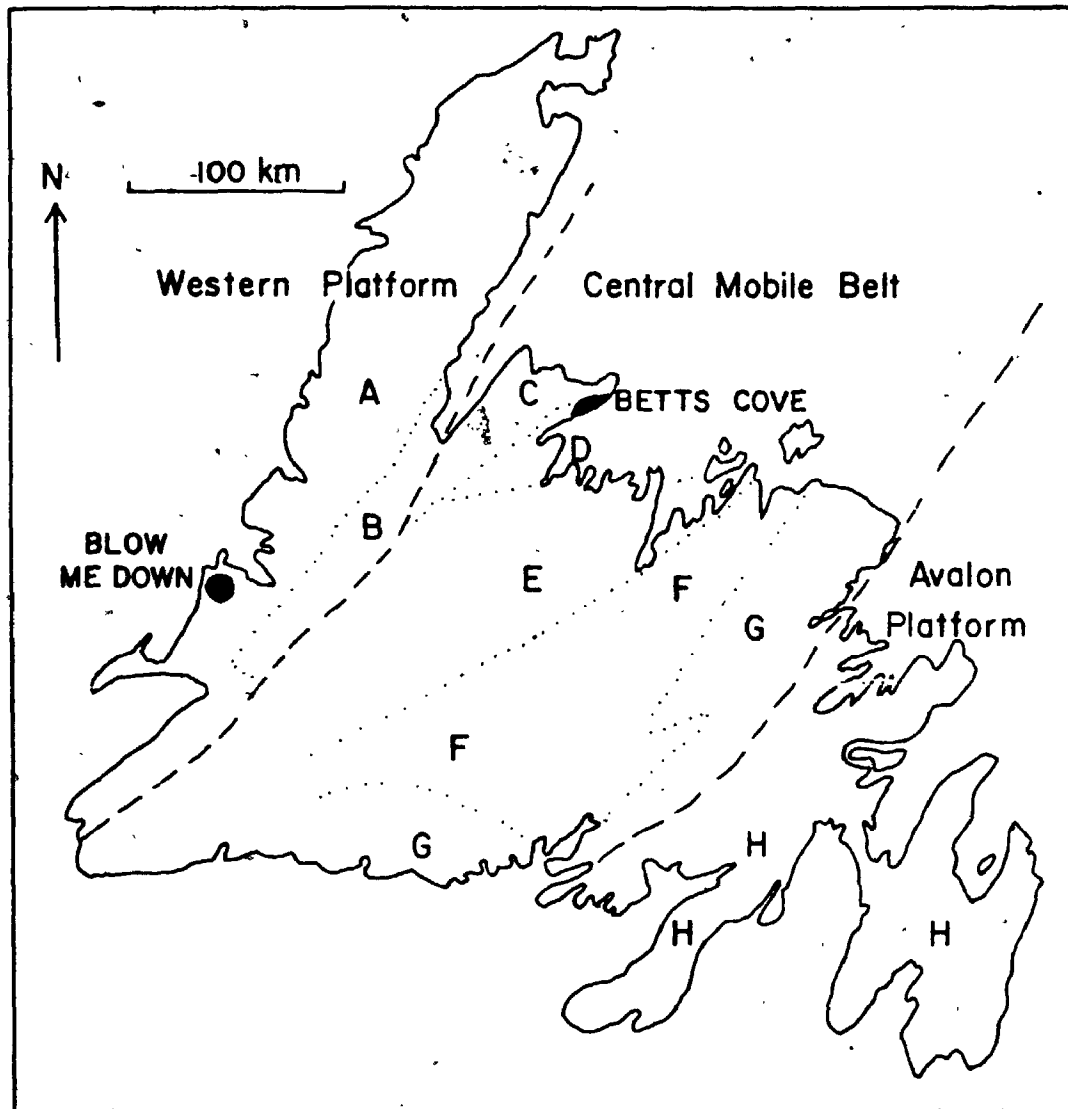 N
100 km
Western Platform
Central Mobile Belt
A
C
BETTS COVE
D
B
BLOW
ME DOWN
E
F
Avalon
Platform
G
F
G
H
H
H